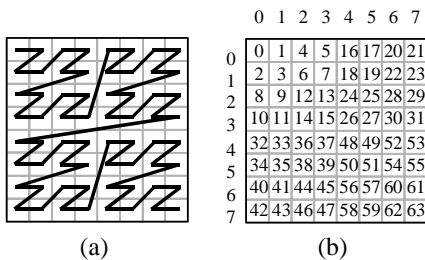 0 1 2 3 4 5 6 7
0 0 1 4 5 16 17 20 21
1 2 3 6 7 18 19 22 23
2 8 9 12 13 24 25 28 29
3 10 11 14 15 26 27 30 31
4 32 33 36 37 48 49 52 53
5 34 35 38 39 50 51 54 55
6 40 41 44 45 56 57 60 61
7 42 43 46 47 58 59 62 63
(a) (b)